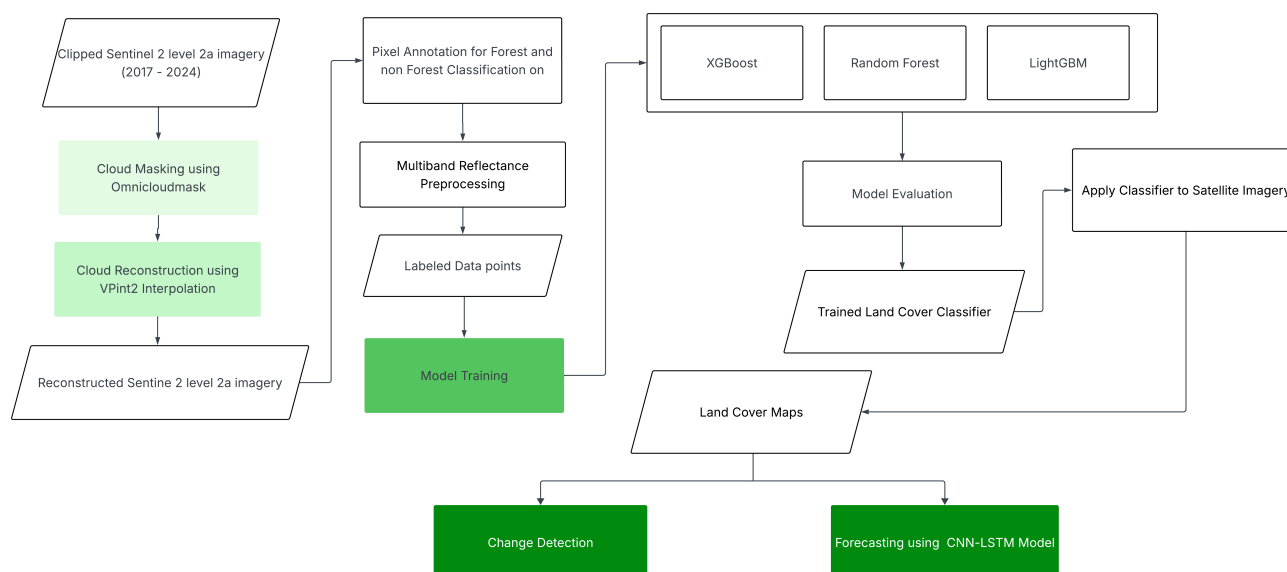 Clipped Sentinel 2 level 2a imagery
(2017 - 2024)
Cloud Masking using
Omnicloudmask
Cloud Reconstruction using
VPint2 Interpolation
Reconstructed Sentine 2 level 2a imagery
Pixel Annotation for Forest and
non Forest Classification on
Multiband Reflectance
Preprocessing
Labeled Data points
Model Training
XGBoost
Random Forest
LightGBM
Model Evaluation
Trained Land Cover Classifier
Apply Classifier to Satellite Imagery
Land Cover Maps
Change Detection
Forecasting using CNN-LSTM Model